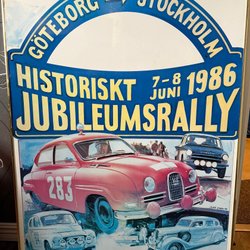 GÖTEBORG STOCKHOLM
HISTORISKT 7-8 JUNI 1986
JUBILEUMSRALLY
283